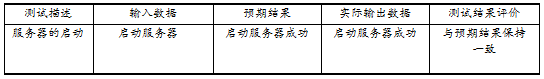 测试描述 输入数据 预期结果 实际输出数据 测试结果评价
服务器的启动 启动服务器 启动服务器成功 启动服务器成功 与预期结果保持
一致